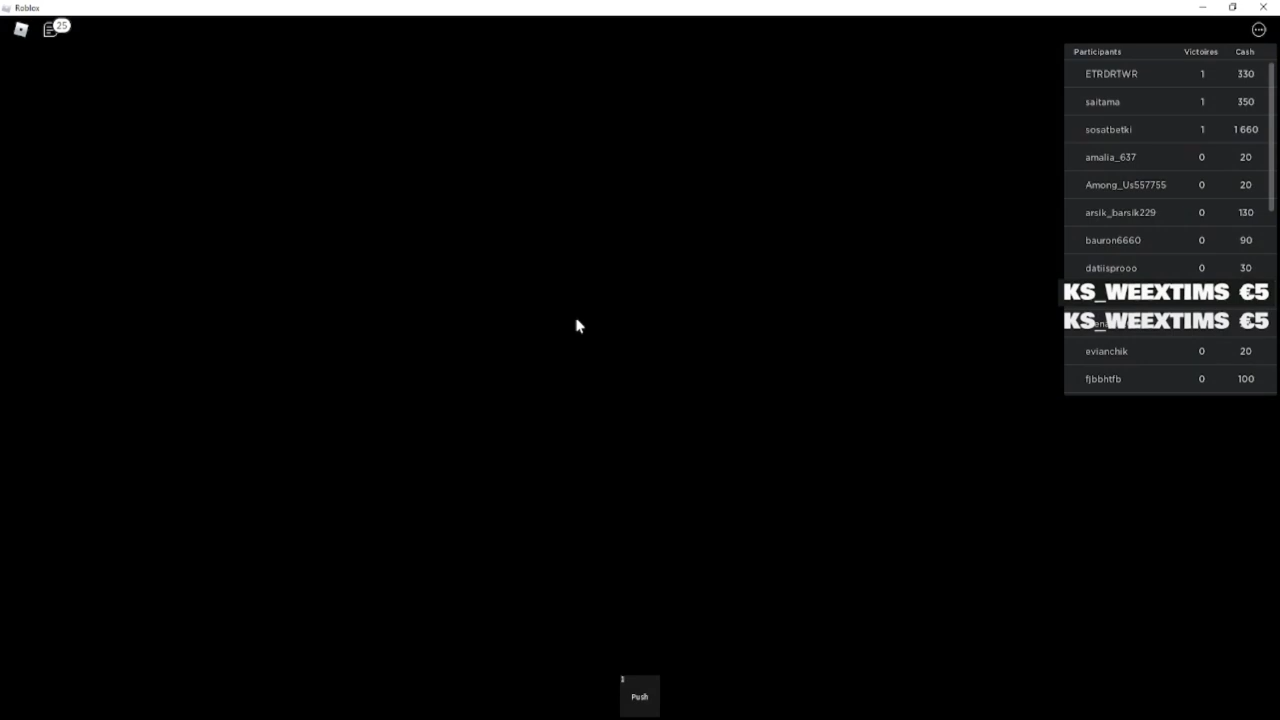 Roblox
25
Participants Victoires Cash
ETRDRTWR 1 330
saitama 1 350
sosatbetki 1 1 660
amalia_637 0 20
Among_Us557755 0 20
arsik_barsik229 0 130
bauron6660 0 90
datiisprooo 0 30
KS_WEEXTIMS €5
KS_WEEXTIMS €5
evianchik 0 20
fjbbhtfb 0 100
1
Push